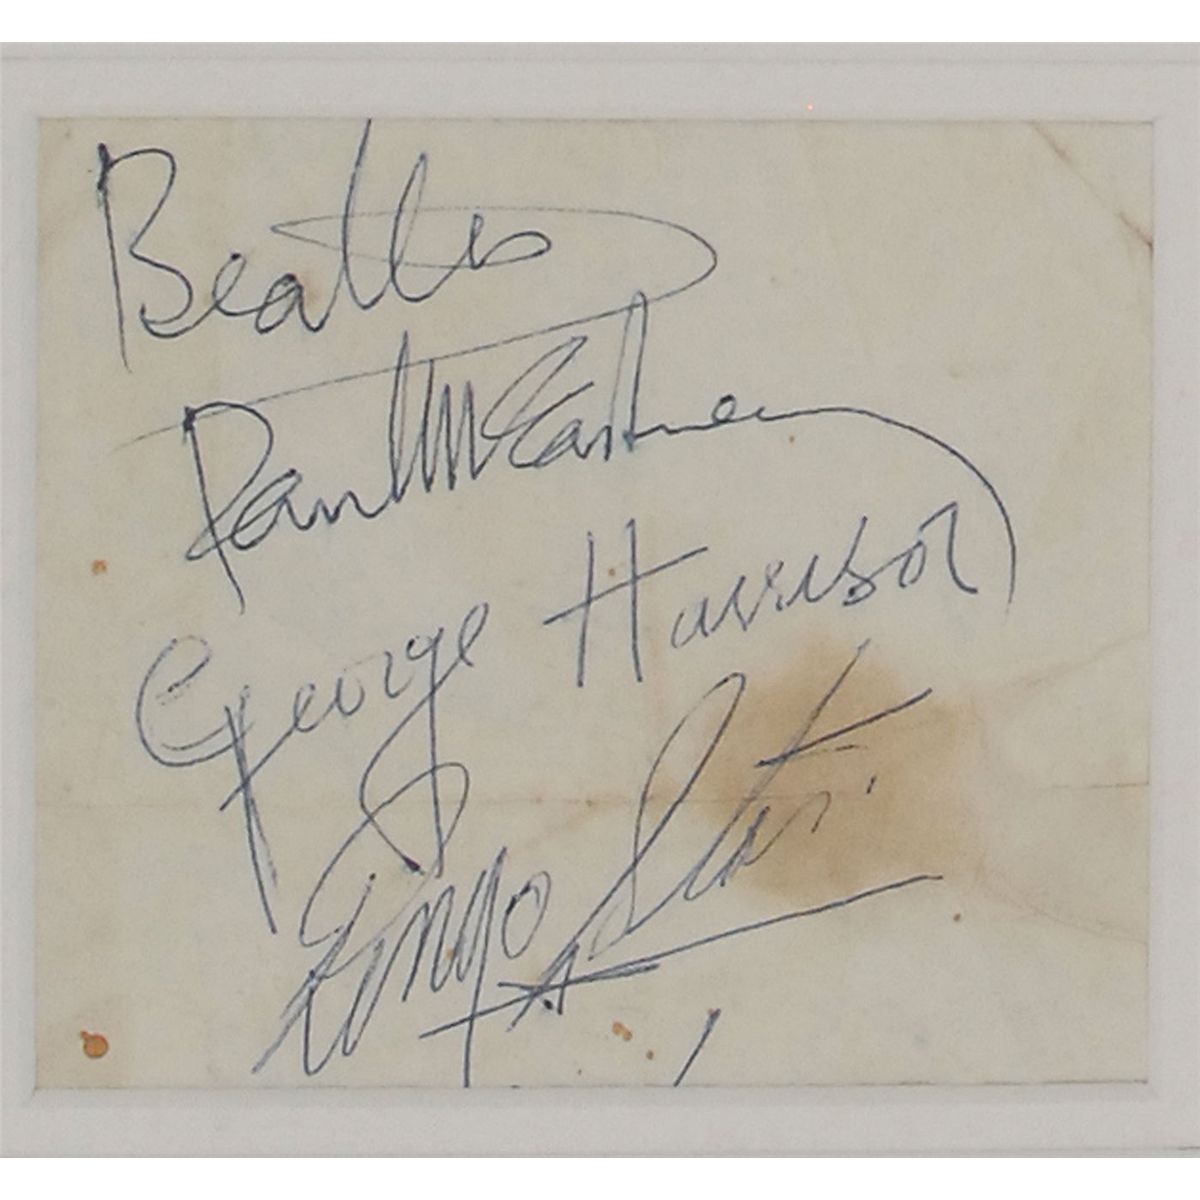 Beatles
Paul McCartney
George Harrison
Ringo Starr